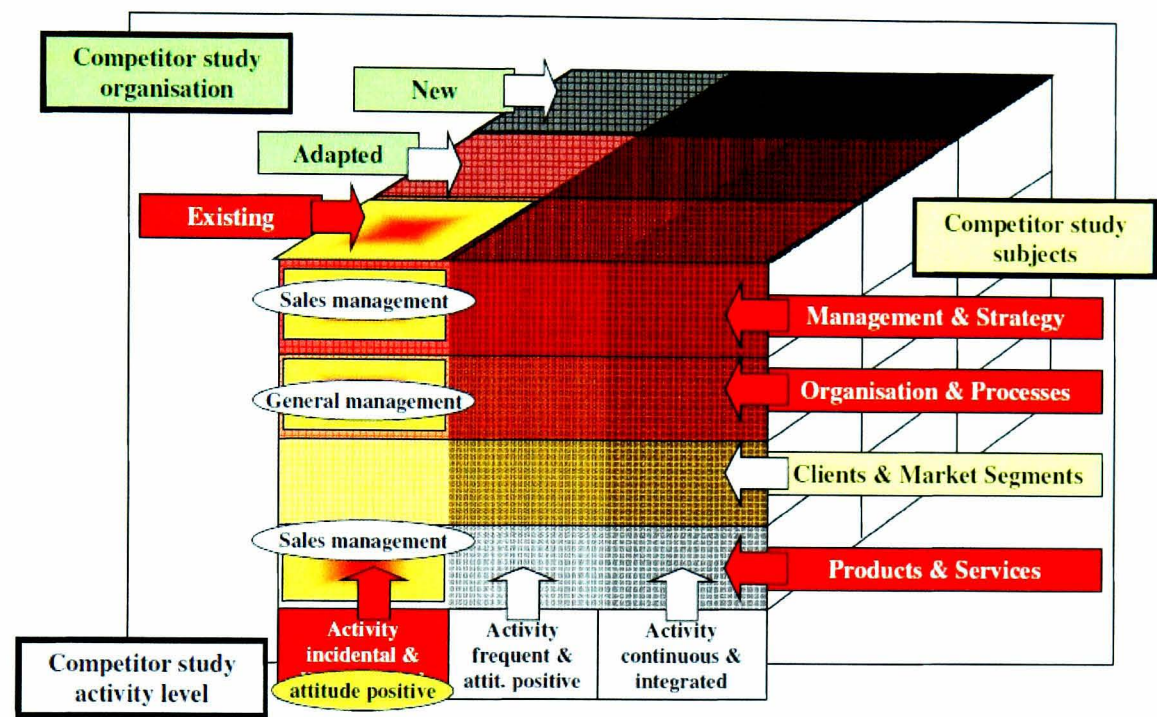 Competitor study
organisation
New
Adapted
Existing
Competitor study
subjects
Sales management
Management & Strategy
General management
Organisation & Processes
Clients & Market Segments
Sales management
Products & Services
Activity
incidental &
attitude positive
Activity
frequent &
attit. positive
Activity
continuous &
integrated
Competitor study
activity level